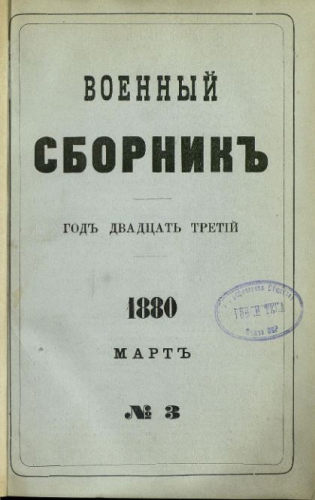 ВОЕННЫЙ
СБОРНИКЪ
ГОДЪ ДВАДЦАТЬ ТРЕТІЙ
1880
МАРТЪ
№ 3